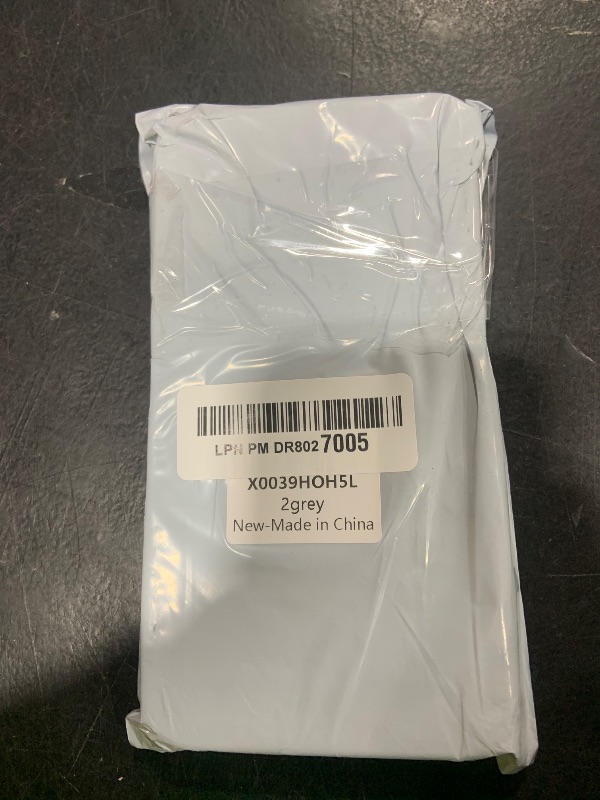 LPN PM DR8027005
X0039HOH5L
2grey
New-Made in China